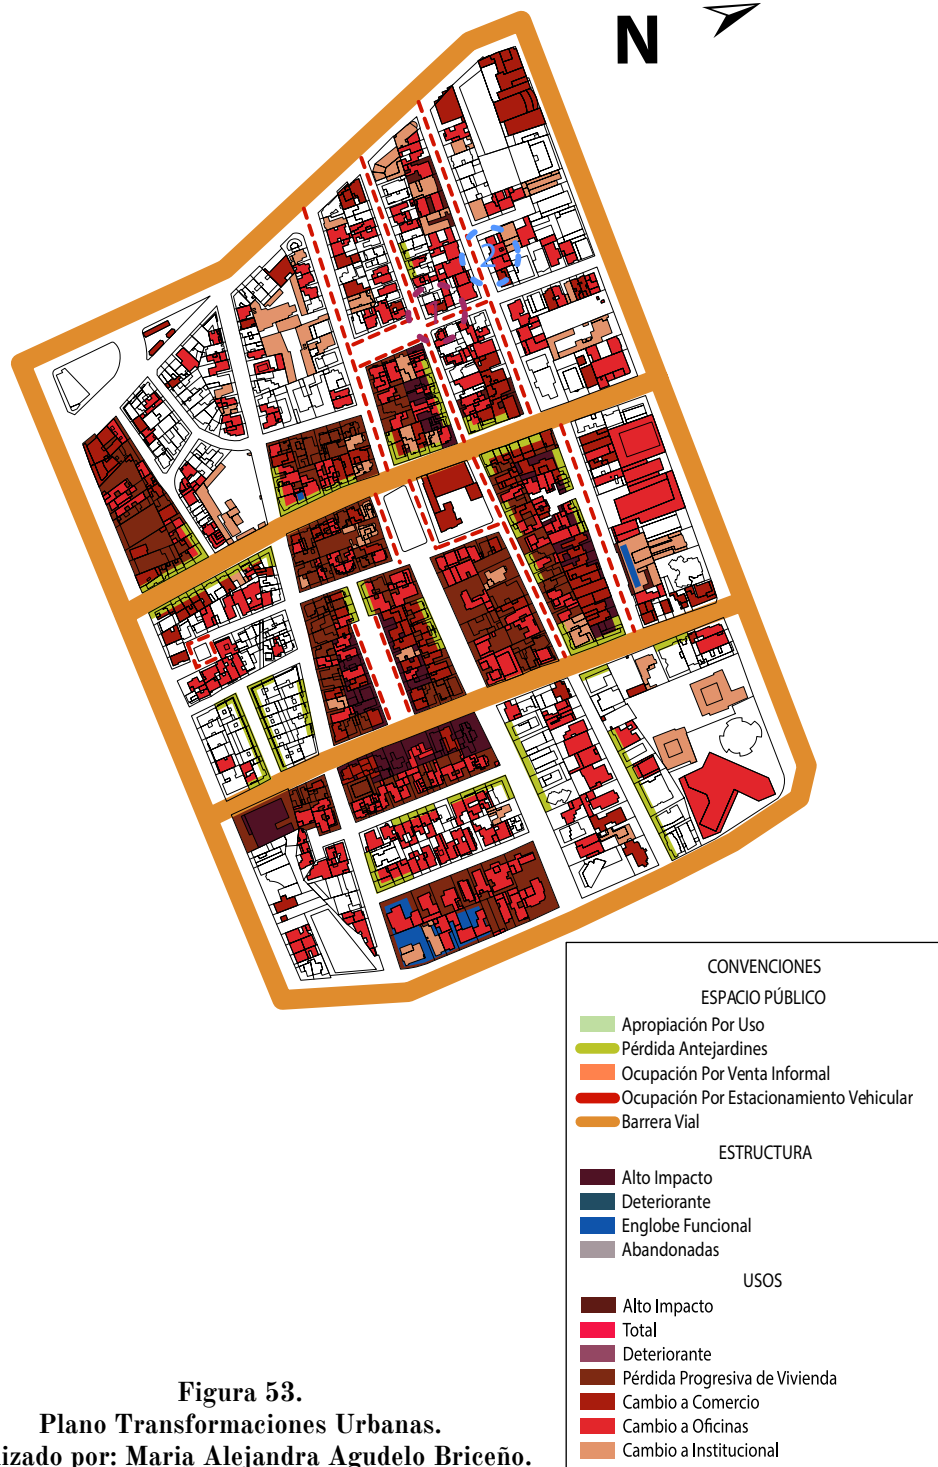 N
2
1
CONVENCIONES
ESPACIO PÚBLICO
Apropiación Por Uso
Pérdida Antejardines
Ocupación Por Venta Informal
Ocupación Por Estacionamiento Vehicular
Barrera Vial
ESTRUCTURA
Alto Impacto
Deteriorante
Englobe Funcional
Abandonadas
USOS
Alto Impacto
Total
Deteriorante
Pérdida Progresiva de Vivienda
Cambio a Comercio
Cambio a Oficinas
Cambio a Institucional
Figura 53.
Plano Transformaciones Urbanas.
izado por: Maria Alejandra Agudelo Briceño.